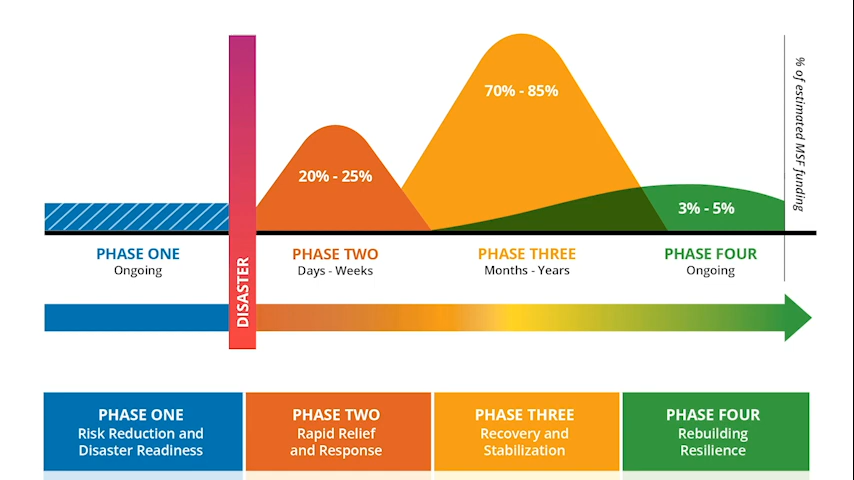 70% - 85%
20% - 25%
3% - 5%
% of estimated MSF funding
DISASTER
PHASE ONE
Ongoing
PHASE TWO
Days - Weeks
PHASE THREE
Months - Years
PHASE FOUR
Ongoing
PHASE ONE
Risk Reduction and
Disaster Readiness
PHASE TWO
Rapid Relief
and Response
PHASE THREE
Recovery and
Stabilization
PHASE FOUR
Rebuilding
Resilience